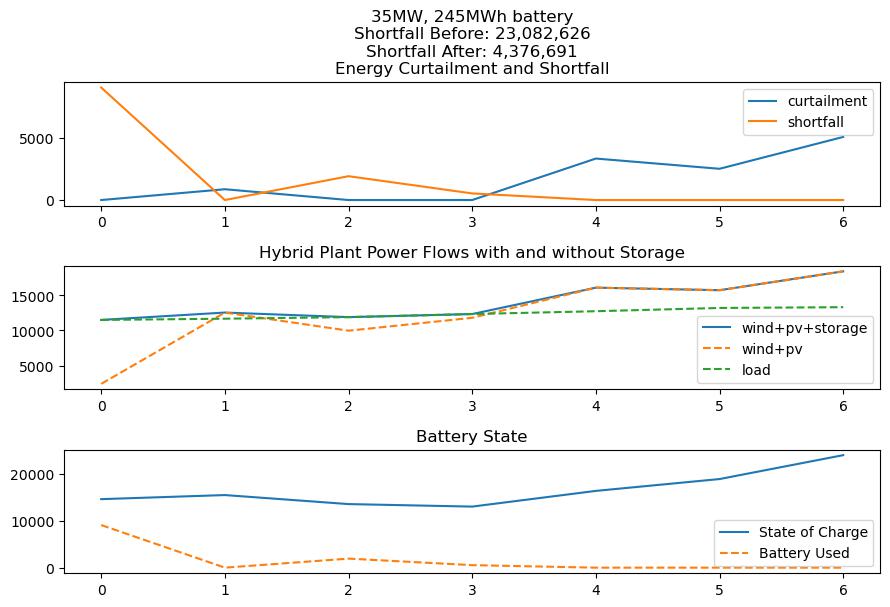 35MW, 245MWh battery
Shortfall Before: 23,082,626
Shortfall After: 4,376,691
Energy Curtailment and Shortfall
5000
0
curtailment
shortfall
0 1 2 3 4 5 6
Hybrid Plant Power Flows with and without Storage
15000
10000
5000
wind+pv+storage
wind+pv
load
0 1 2 3 4 5 6
Battery State
20000
10000
0
State of Charge
Battery Used
0 1 2 3 4 5 6